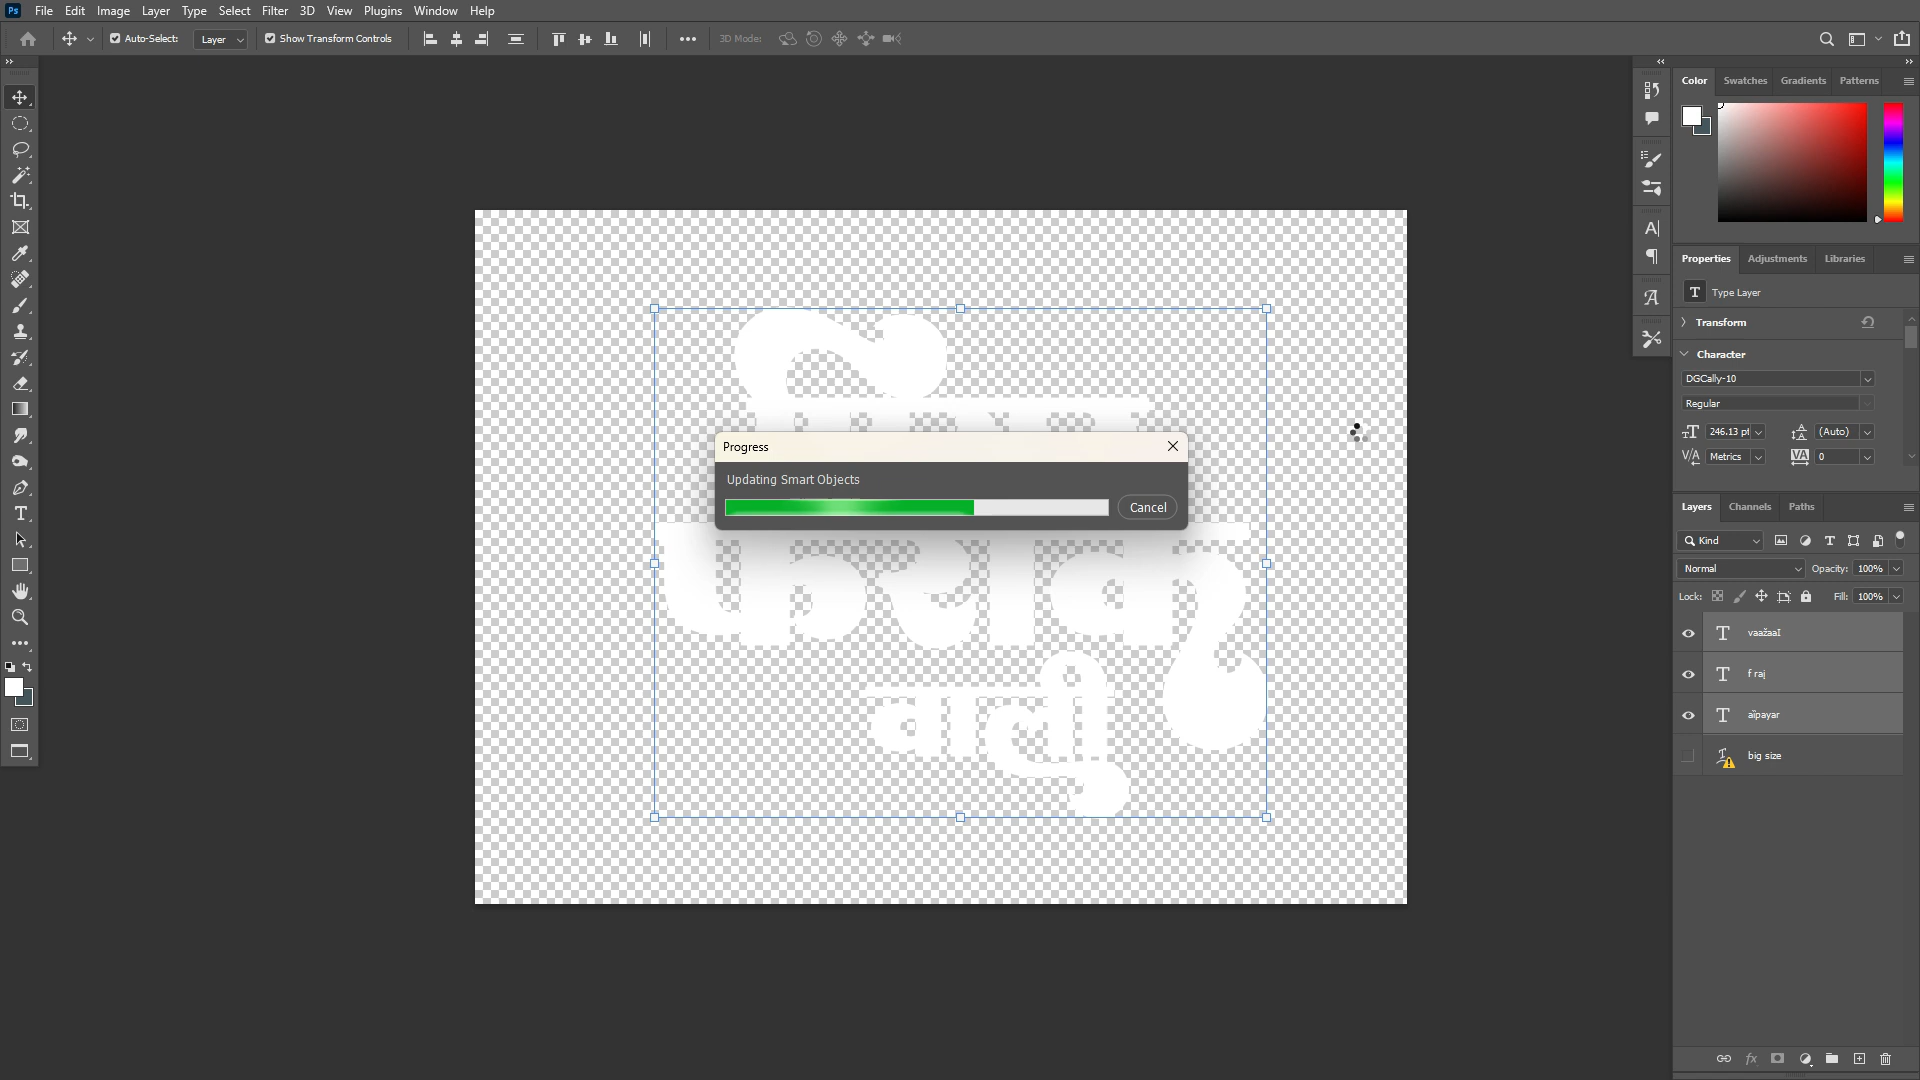 Ps File Edit Image Layer Type Select Filter 3D View Plugins Window Help
Auto-Select: Layer Show Transform Controls 3D Mode:
Color Swatches Gradients Patterns
Properties Adjustments Libraries
Type Layer
Transform
Character
DGCally-10
Regular
246.13 pt (Auto)
Metrics 0
Progress
Updating Smart Objects
Cancel
वाती
Layers Channels Paths
Kind
Normal Opacity: 100%
Lock: Fill: 100%
vaažaaI
f raj
aïpayar
big size